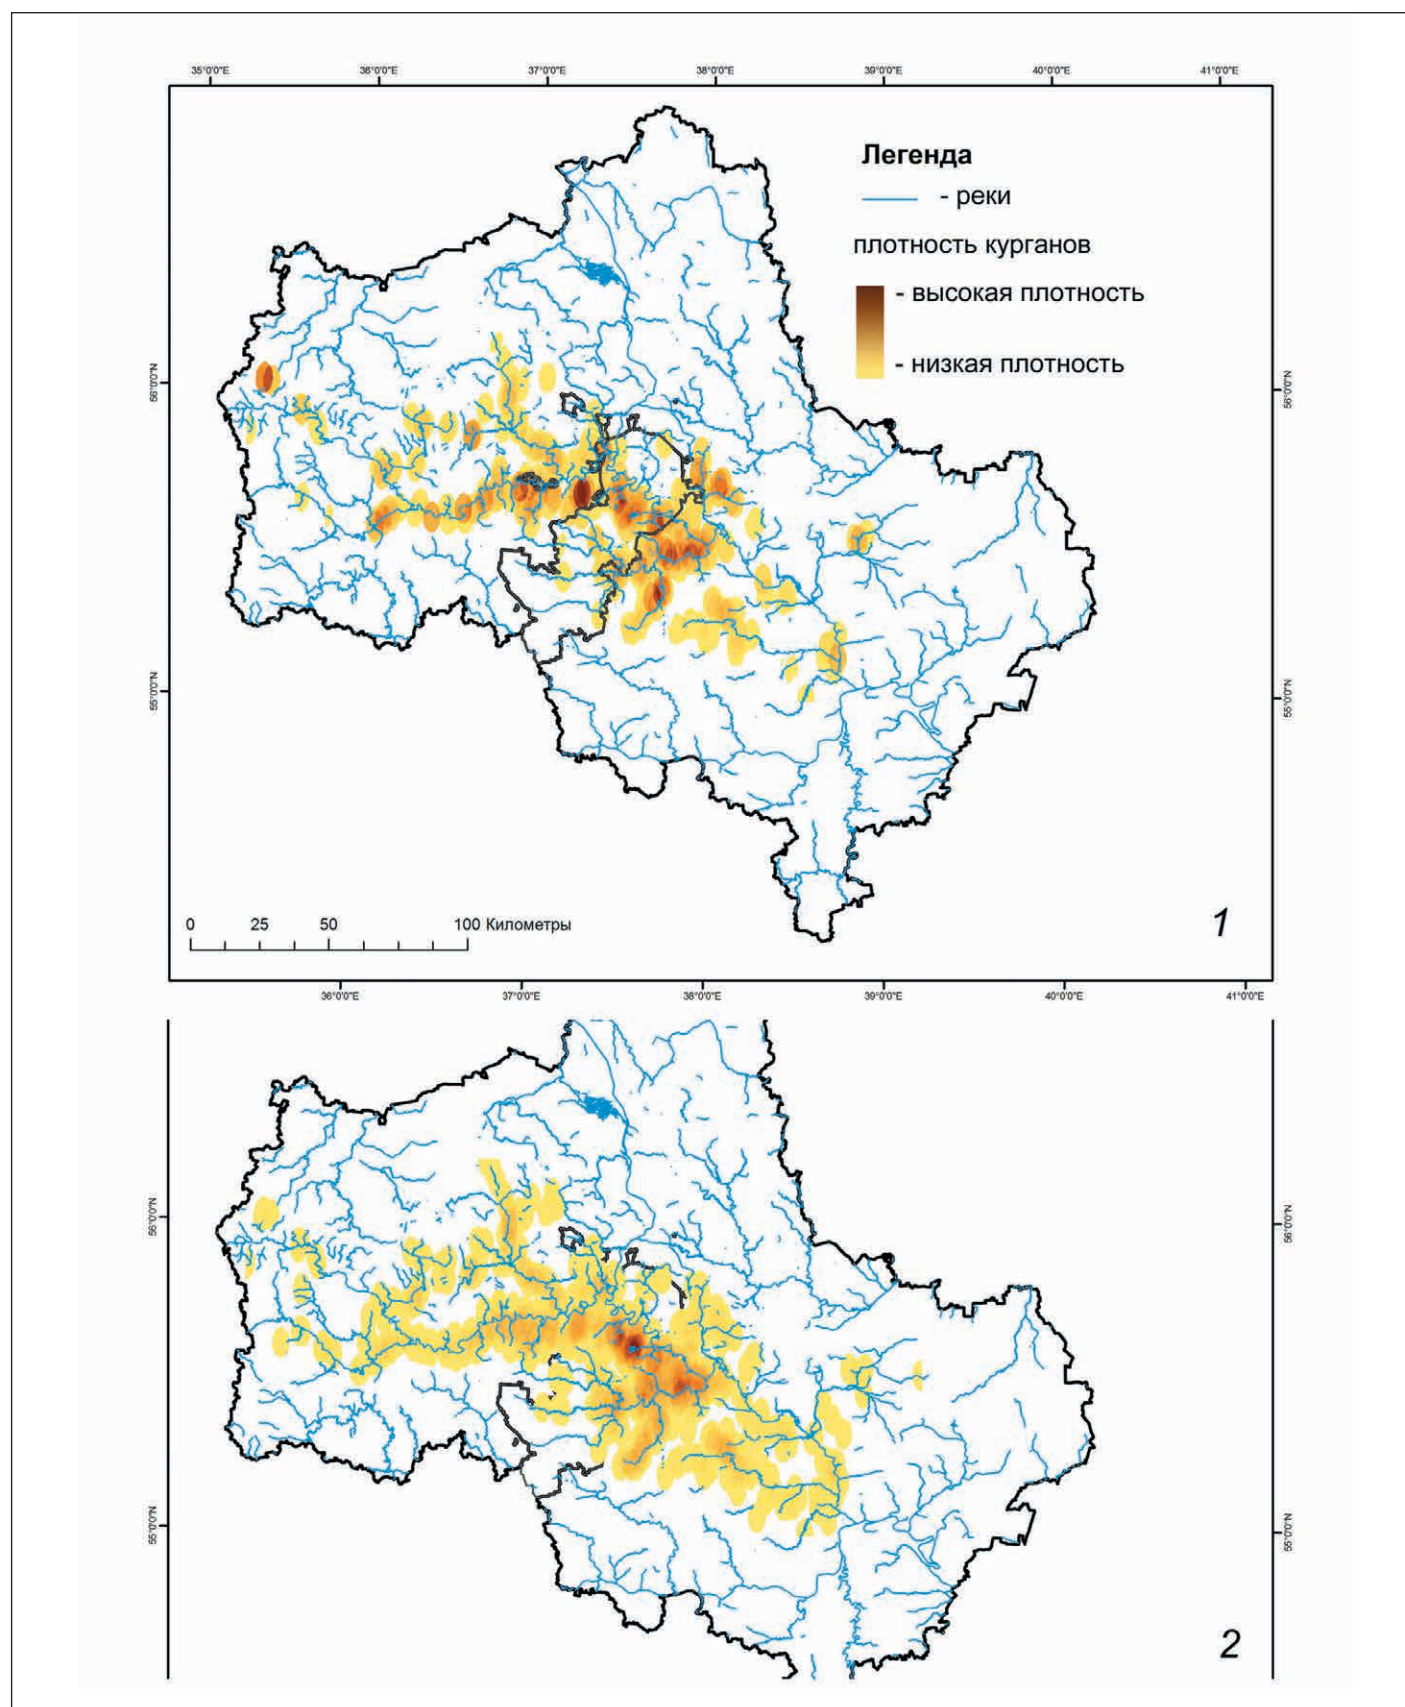 35°0'0"E 36°0'0"E 37°0'0"E 38°0'0"E 39°0'0"E 40°0'0"E 41°0'0"E
Легенда
- реки
плотность курганов
- высокая плотность
- низкая плотность
56°0'0"N
56°0'0"N
55°0'0"N
55°0'0"N
0 25 50 100 Километры
1
36°0'0"E 37°0'0"E 38°0'0"E 39°0'0"E 40°0'0"E 41°0'0"E
56°0'0"N
56°0'0"N
55°0'0"N
55°0'0"N
2